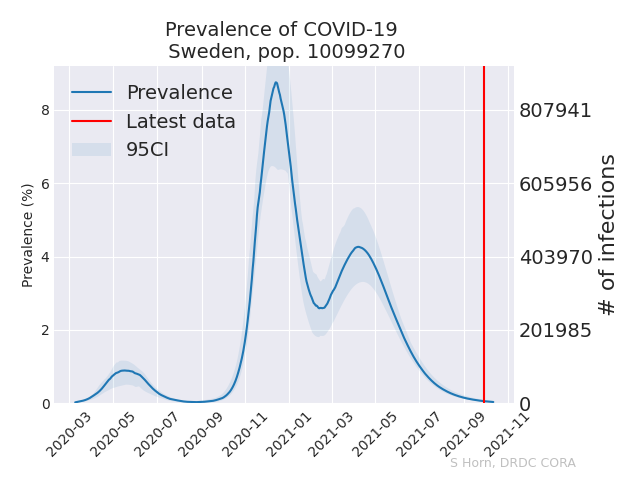 Prevalence of COVID-19
Sweden, pop. 10099270
Prevalence
Latest data
95CI
Prevalence (%)
8
6
4
2
0
807941
605956
403970
201985
0
# of infections
2020-03
2020-05
2020-07
2020-09
2020-11
2021-01
2021-03
2021-05
2021-07
2021-09
2021-11
S Horn, DRDC CORA